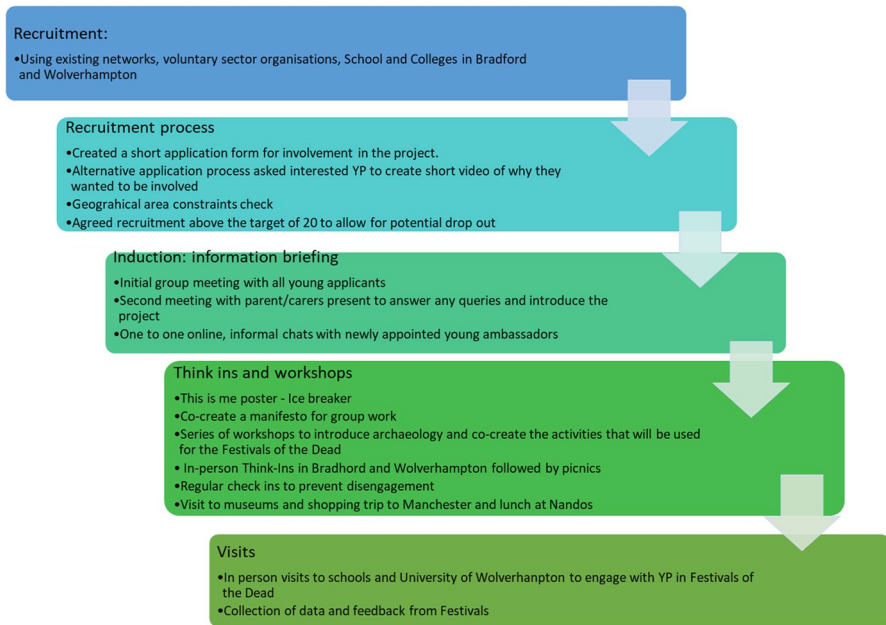 Recruitment:
•Using existing networks, voluntary sector organisations, School and Colleges in Bradford
and Wolverhampton
Recruitment process
•Created a short application form for involvement in the project.
•Alternative application process asked interested YP to create short video of why they
wanted to be involved
•Geograhical area constraints check
•Agreed recruitment above the target of 20 to allow for potential drop out
Induction: information briefing
•Initial group meeting with all young applicants
•Second meeting with parent/carers present to answer any queries and introduce the
project
•One to one online, informal chats with newly appointed young ambassadors
Think ins and workshops
•This is me poster - Ice breaker
•Co-create a manifesto for group work
•Series of workshops to introduce archaeology and co-create the activities that will be used
for the Festivals of the Dead
• In-person Think-Ins in Bradhord and Wolverhampton followed by picnics
•Regular check ins to prevent disengagement
•Visit to museums and shopping trip to Manchester and lunch at Nandos
Visits
•In person visits to schools and University of Wolverhanpton to engage with YP in Festivals of
the Dead
•Collection of data and feedback from Festivals